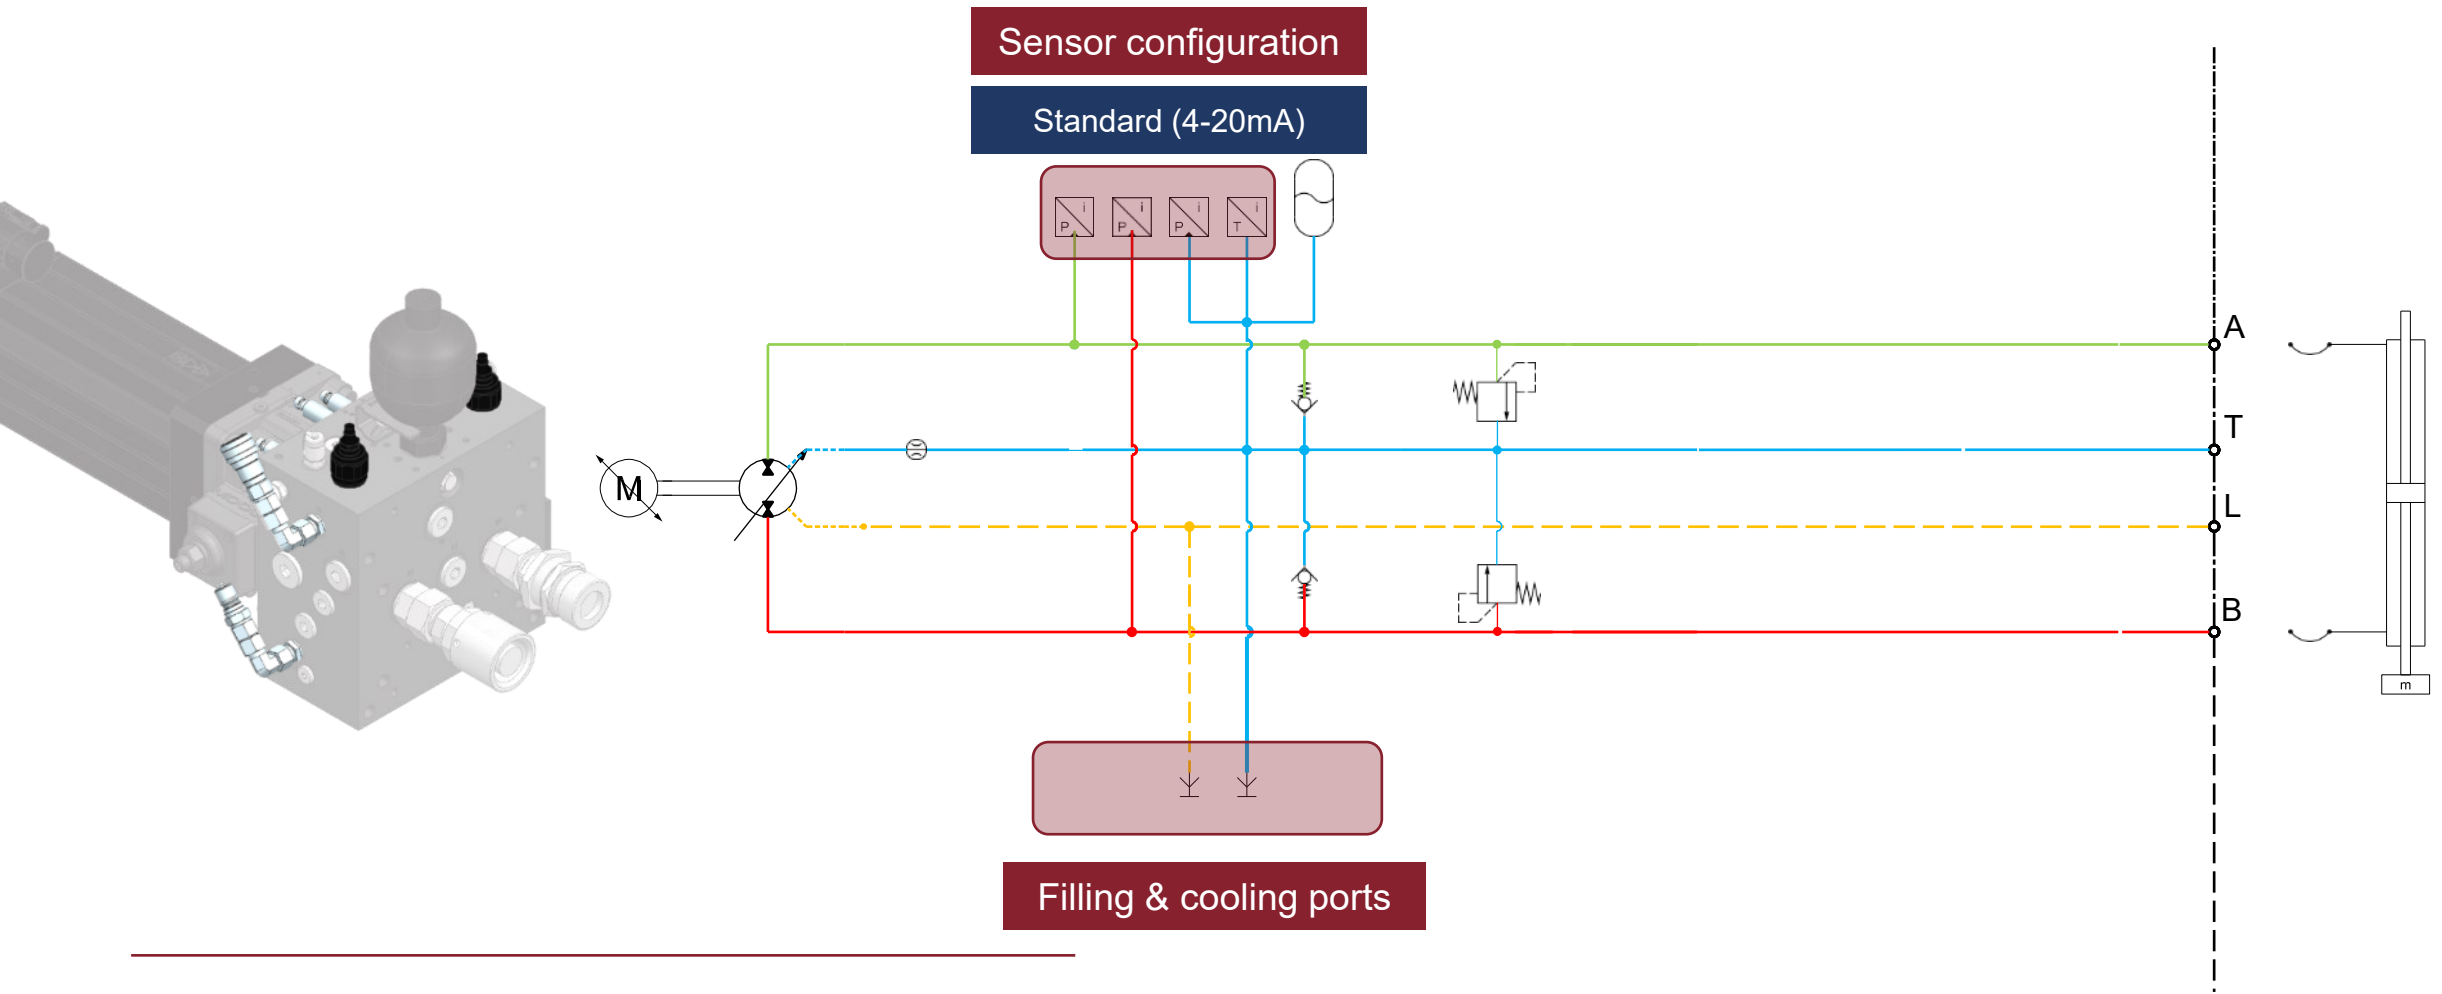 Sensor configuration
Standard (4-20mA)
i
P
i
P
i
P
i
T
A
T
M
L
B
m
Filling & cooling ports